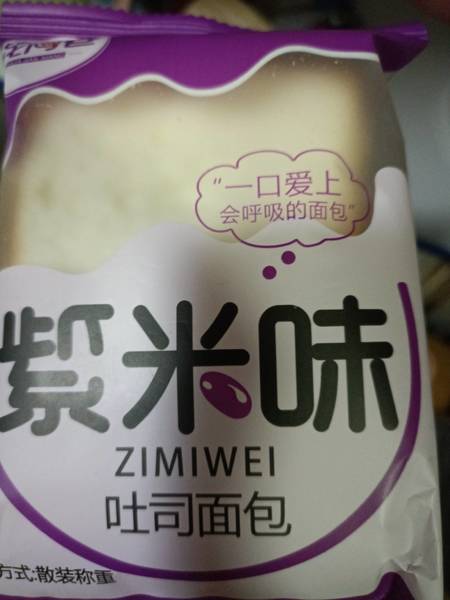 "一口爱上
会呼吸的面包"
紫米味
ZIMIWEI
吐司面包
方式:散装称重